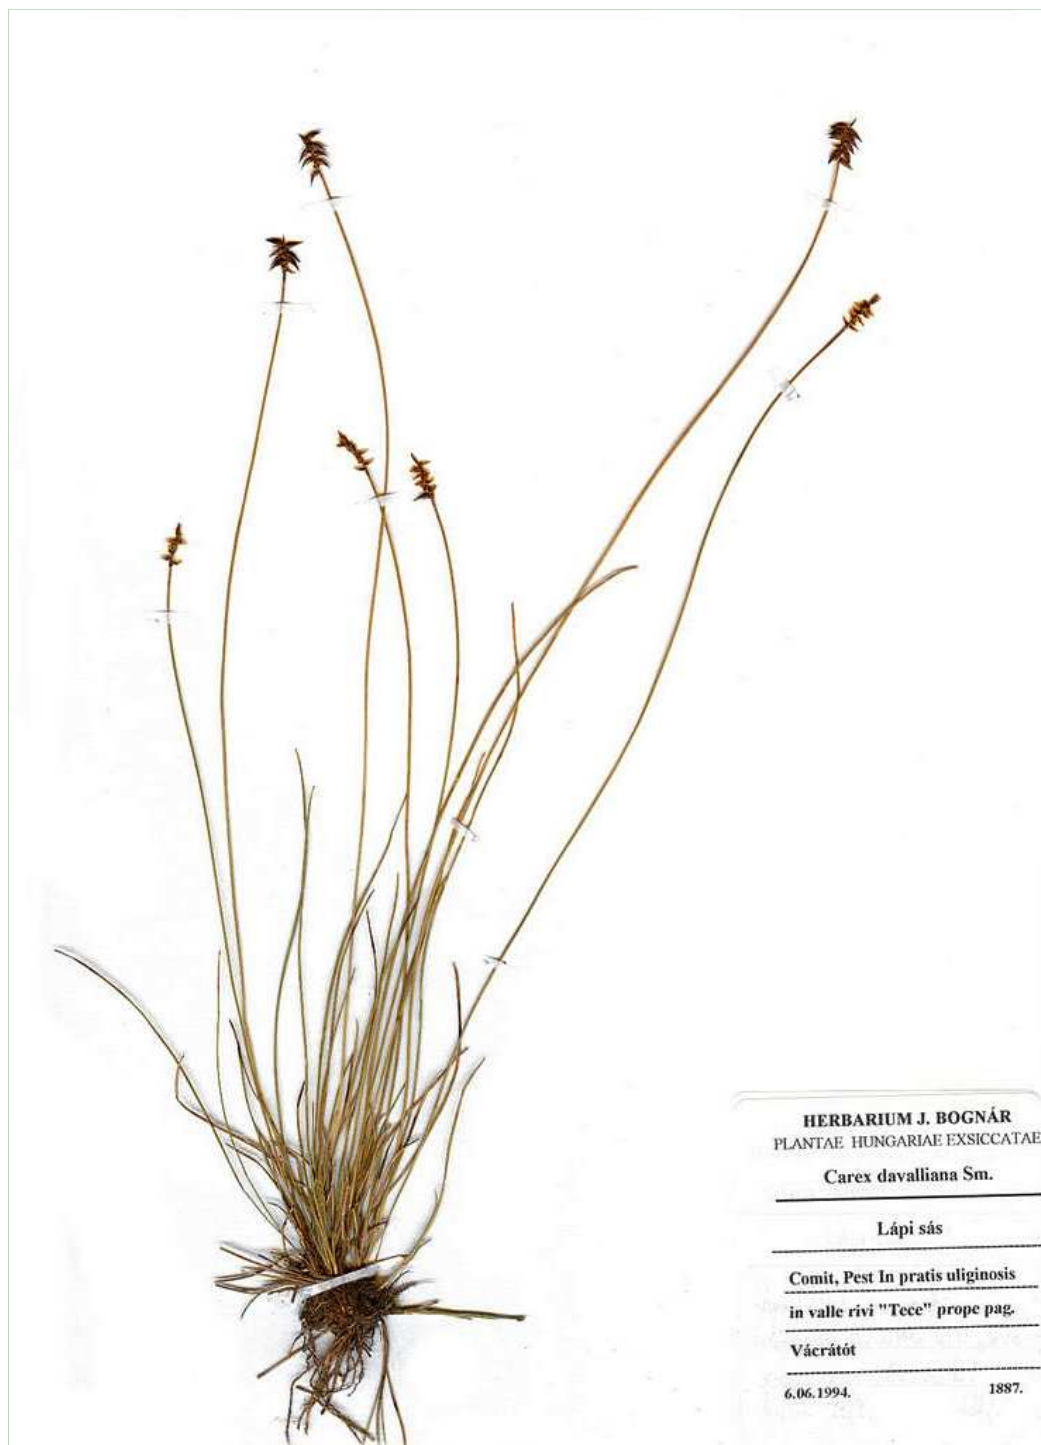 HERBARIUM J. BOGNÁR
PLANTAE HUNGARIAE EXSICCATAE
Carex davalliana Sm.
Lápi sás
Comit, Pest In pratis uliginosis
in valle rivi "Tece" prope pag.
Vácrátót
6.06.1994. 1887.